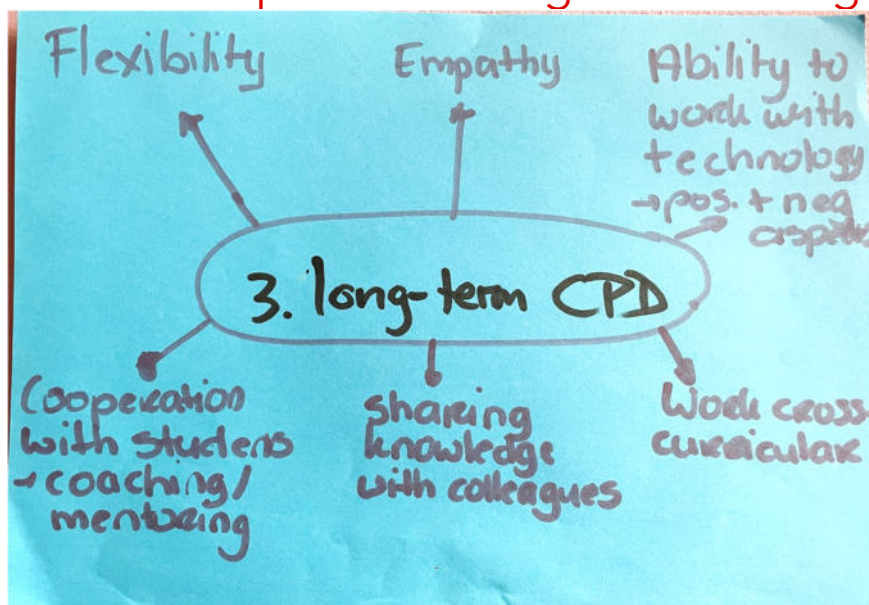 Flexibility
Empathy
Ability to
work with
technology
→ pos. + neg
aspects
3. long-term CPD
Cooperation
with studens
→ coaching/
mentoring
sharing
knowledge
with colleagues
Work cross-
curricular